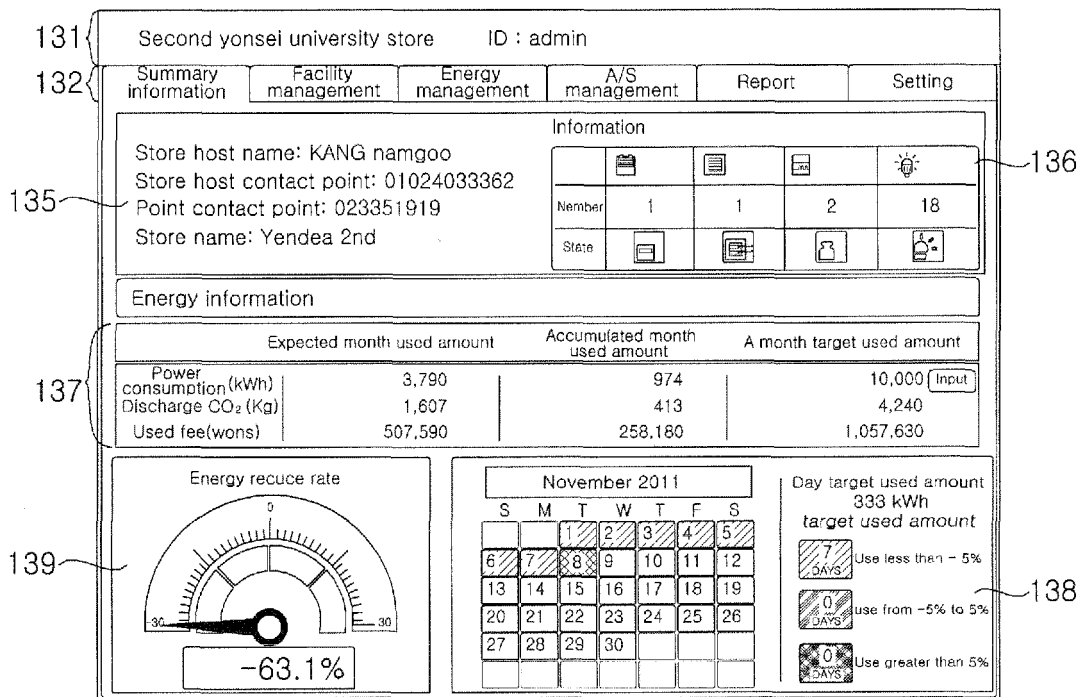 131
Second yonsei university store ID : admin
132
Summary information
Facility management
Energy management
A/S management
Report
Setting
135
Store host name: KANG namgoo
Store host contact point: 01024033362
Point contact point: 023351919
Store name: Yendea 2nd
Information
136
Nember 1 1 2 18
State
Energy information
137
Expected month used amount
Accumulated month used amount
A month target used amount
Power consumption (kWh) 3,790 974 10,000 Input
Discharge CO₂ (Kg) 1,607 413 4,240
Used fee(wons) 507,590 258,180 1,057,630
139
Energy recuce rate
0
-30 30
-63.1%
November 2011
S M T W T F S
1 2 3 4 5
6 7 8 9 10 11 12
13 14 15 16 17 18 19
20 21 22 23 24 25 26
27 28 29 30
138
Day target used amount
333 kWh
target used amount
7 DAYS Use less than - 5%
0 DAYS use from -5% to 5%
0 DAYS Use greater than 5%